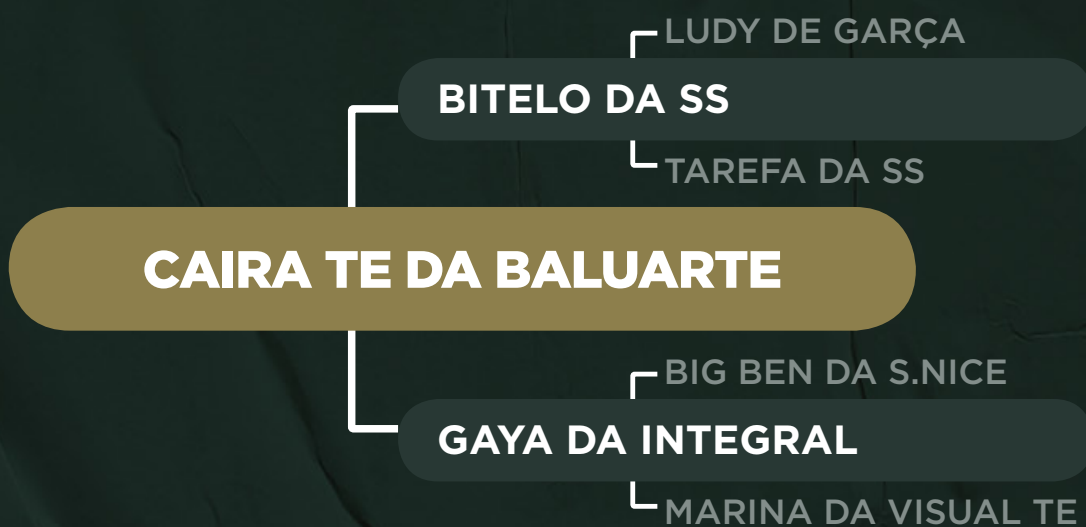 LUDY DE GARÇA
BITELO DA SS
TAREFA DA SS
CAIRA TE DA BALUARTE
BIG BEN DA S.NICE
GAYA DA INTEGRAL
MARINA DA VISUAL TE